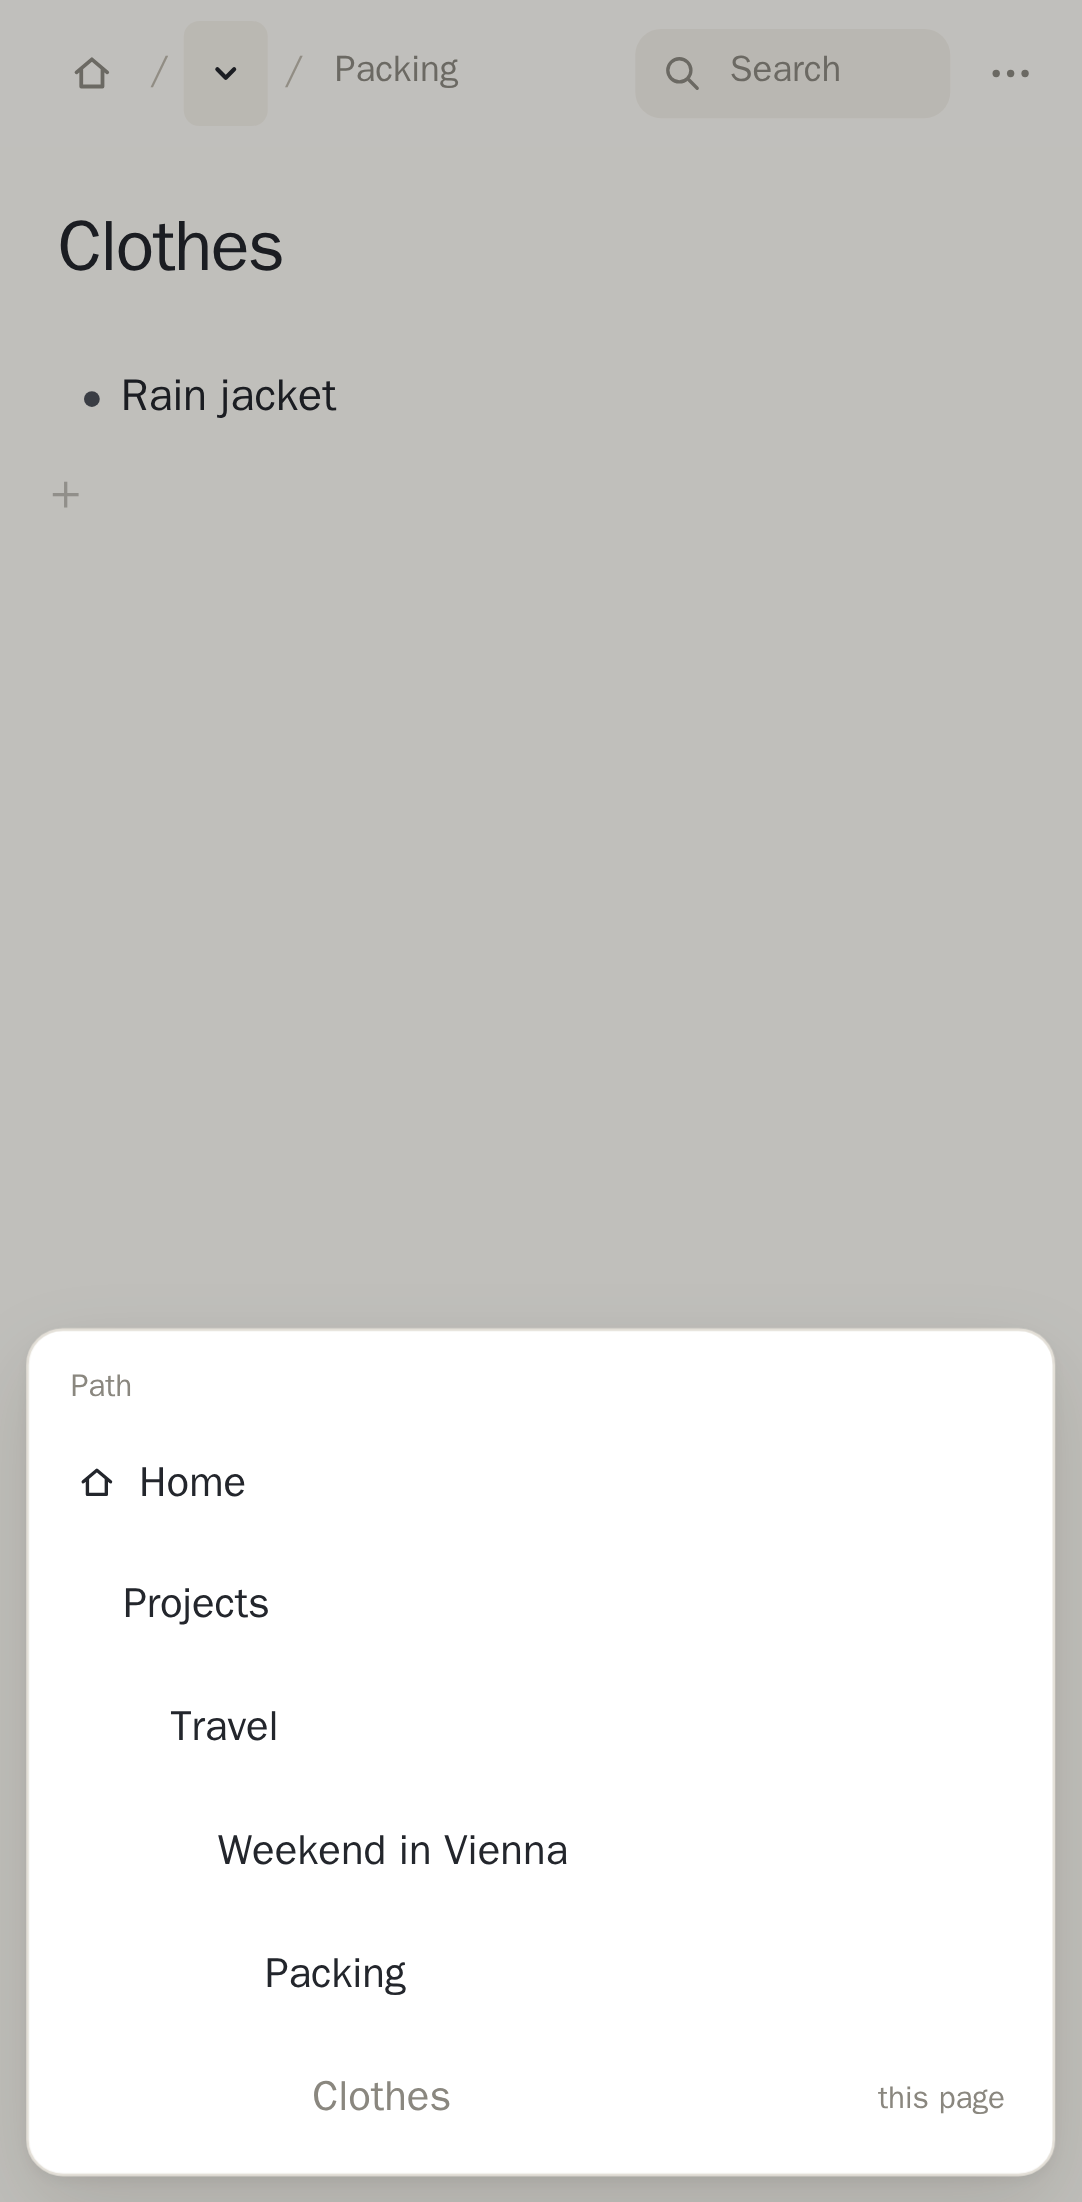 / / Packing Search
Clothes
Rain jacket
Path
Home
Projects
Travel
Weekend in Vienna
Packing
Clothes this page